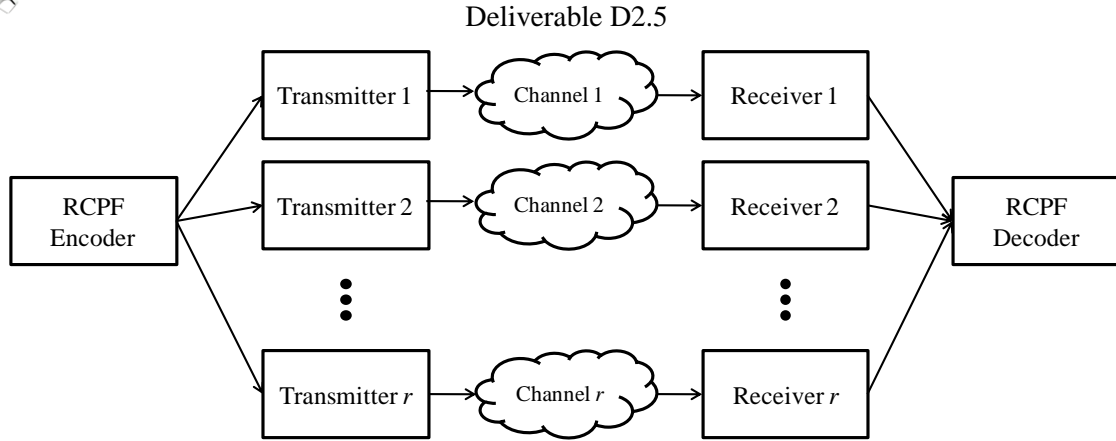 Deliverable D2.5
Transmitter 1
Channel 1
Receiver 1
RCPF
Encoder
Transmitter 2
Channel 2
Receiver 2
RCPF
Decoder
Transmitter r
Channel r
Receiver r